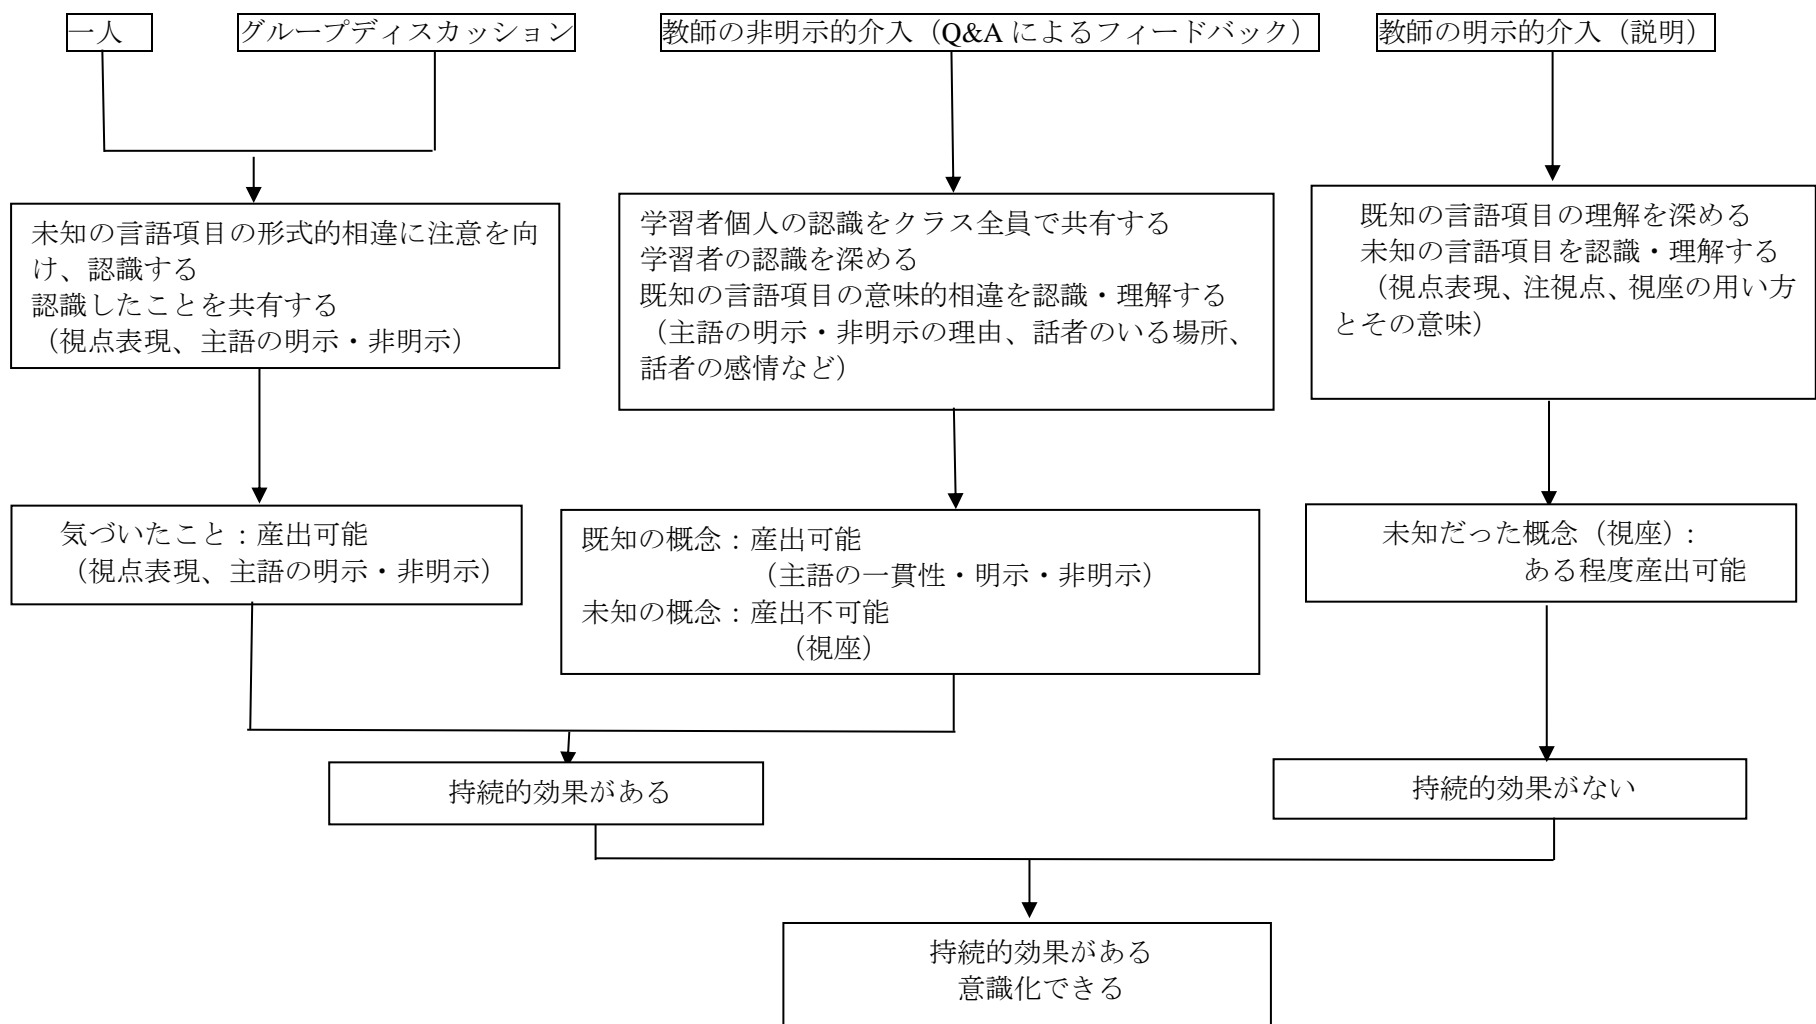 一人
グループディスカッション
教師の非明示的介入（Q&A によるフィードバック）
教師の明示的介入（説明）
未知の言語項目の形式的相違に注意を向
け、認識する
認識したことを共有する
（視点表現、主語の明示・非明示）
学習者個人の認識をクラス全員で共有する
学習者の認識を深める
既知の言語項目の意味的相違を認識・理解する
（主語の明示・非明示の理由、話者のいる場所、
話者の感情など）
既知の言語項目の理解を深める
未知の言語項目を認識・理解する
（視点表現、注視点、視座の用い方
とその意味）
気づいたこと：産出可能
（視点表現、主語の明示・非明示）
既知の概念：産出可能
（主語の一貫性・明示・非明示）
未知の概念：産出不可能
（視座）
未知だった概念（視座）：
ある程度産出可能
持続的効果がある
持続的効果がない
持続的効果がある
意識化できる